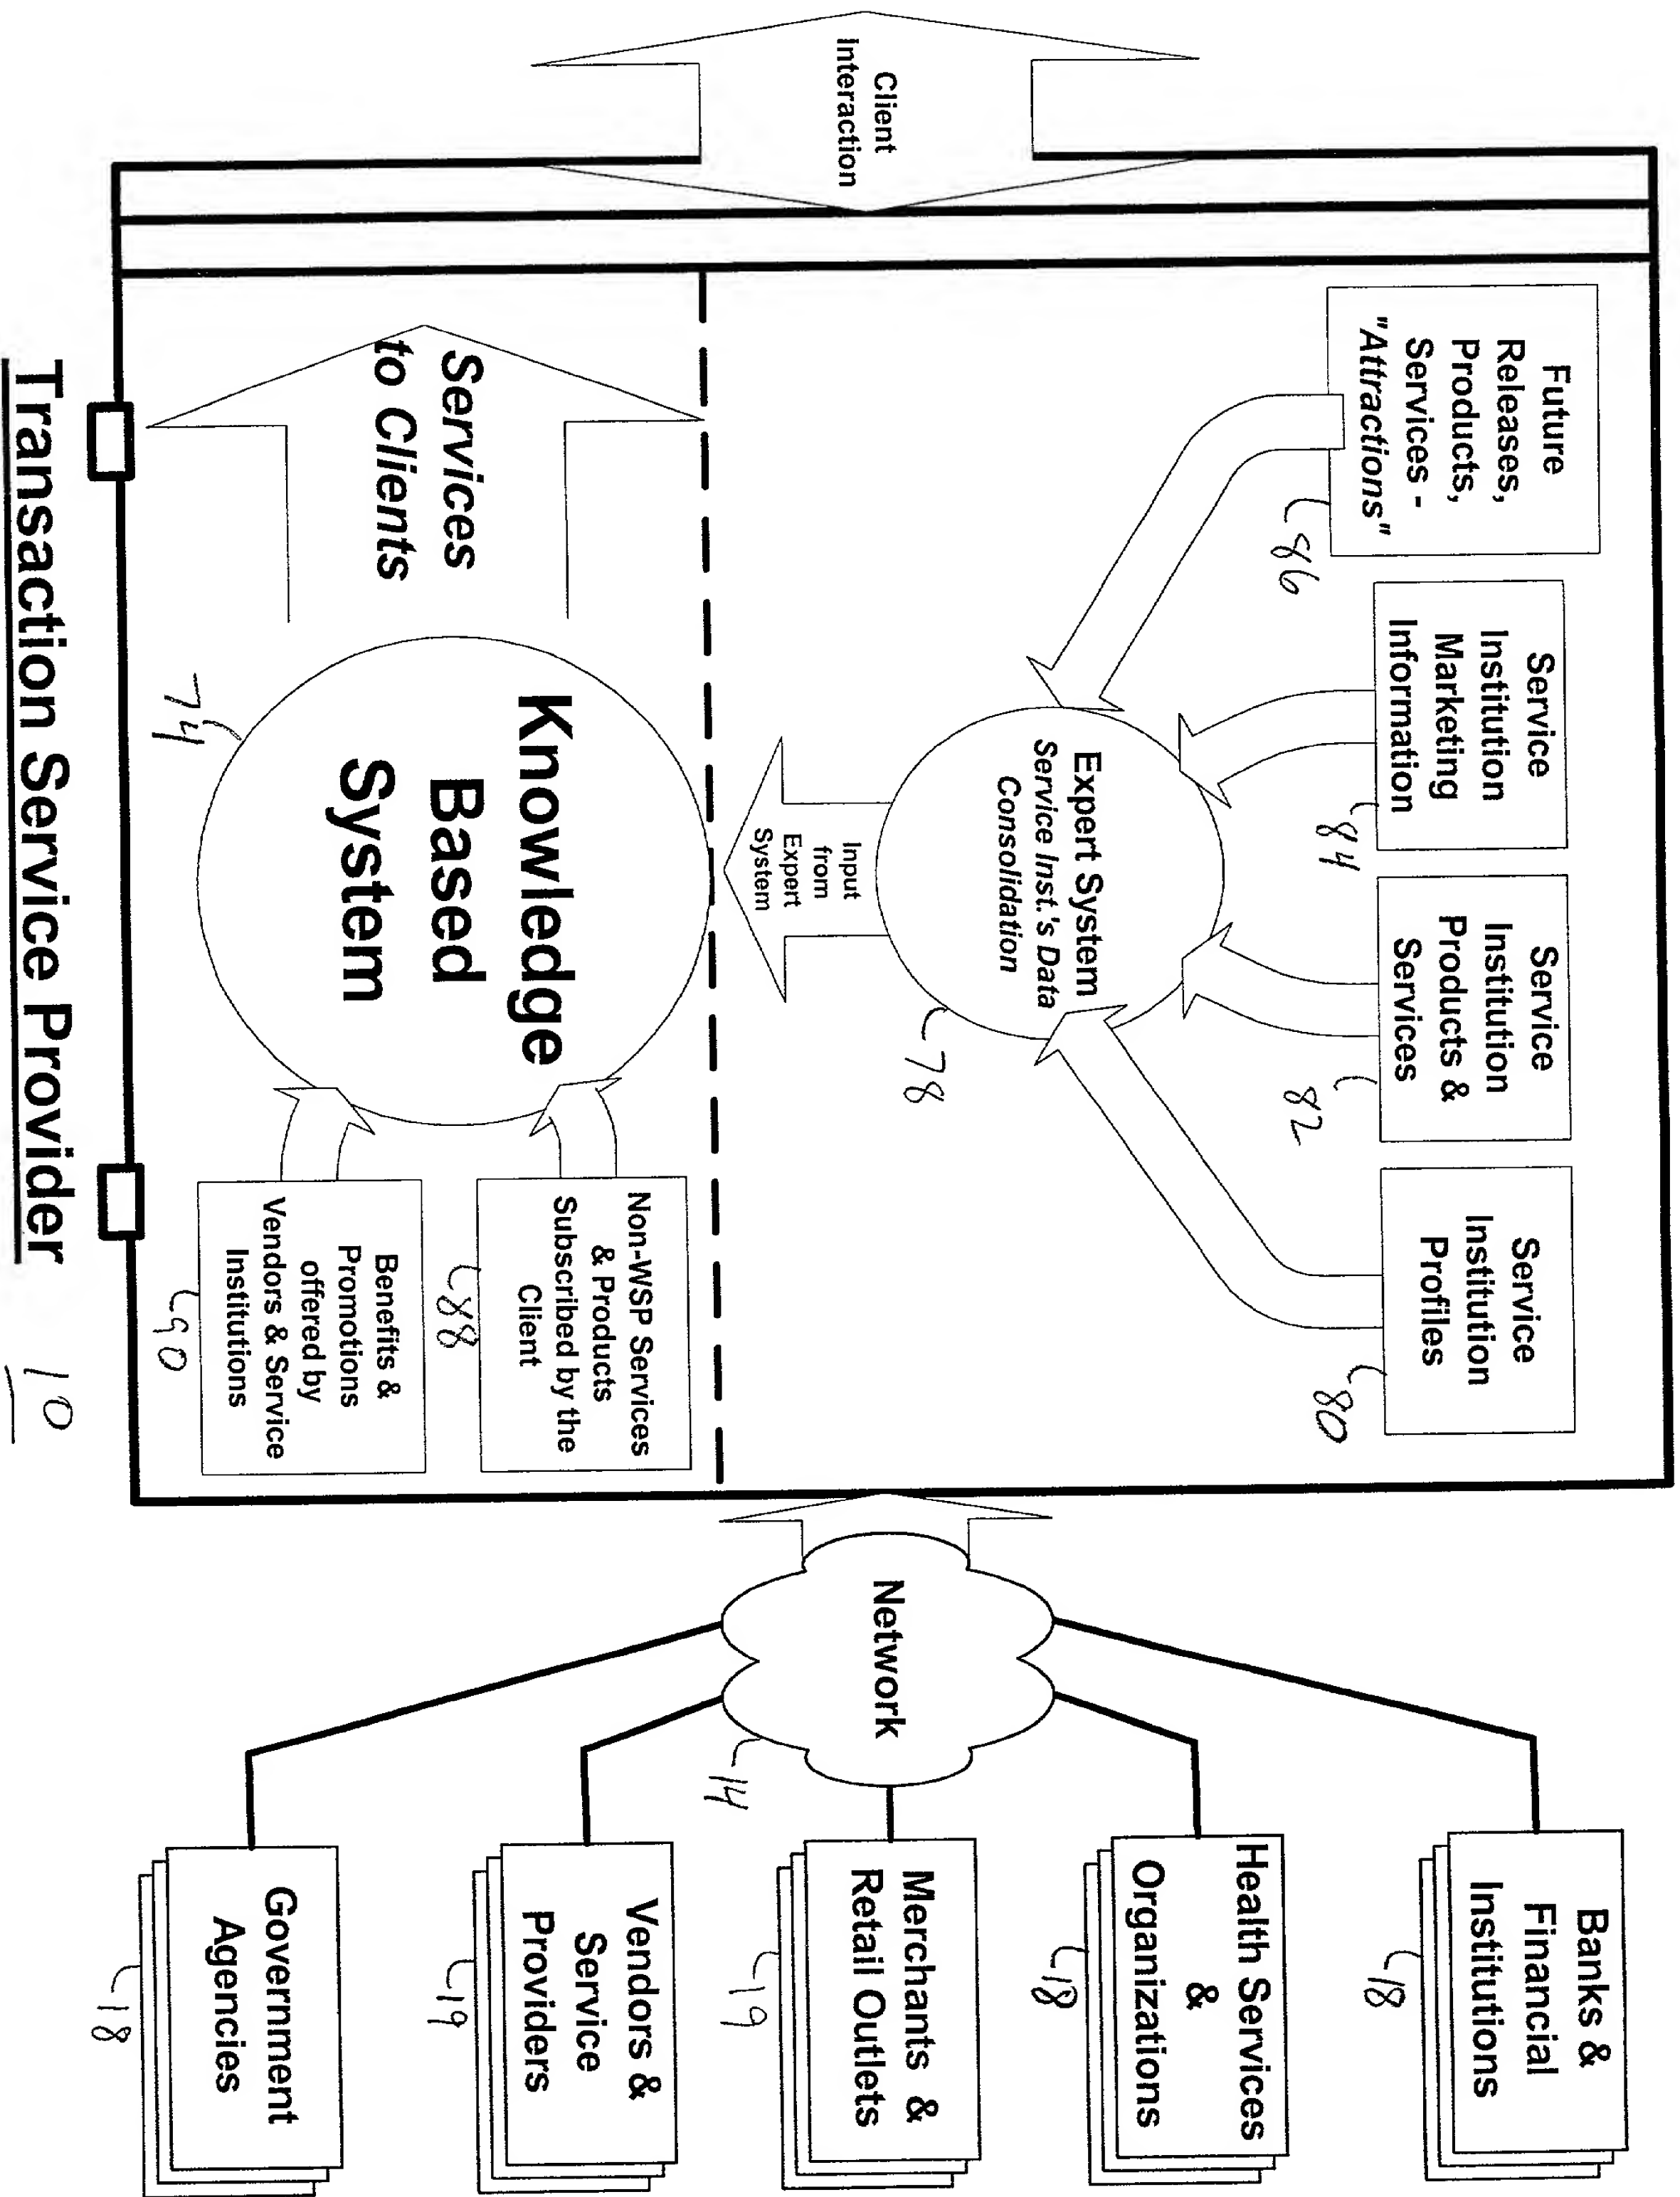 Client
Interaction
Future
Releases,
Products,
Services -
"Attractions"
86
Service
Institution
Marketing
Information
84
Service
Institution
Products &
Services
82
Service
Institution
Profiles
80
Expert System
Service Inst.'s Data
Consolidation
78
Input
from
Expert
System
Services
to Clients
Knowledge
Based
System
74
Non-WSP Services
& Products
Subscribed by the
Client
88
Benefits &
Promotions
offered by
Vendors & Service
Institutions
90
Network
14
Banks &
Financial
Institutions
18
Health Services
&
Organizations
18
Merchants &
Retail Outlets
19
Vendors &
Service
Providers
19
Government
Agencies
18
Transaction Service Provider 10